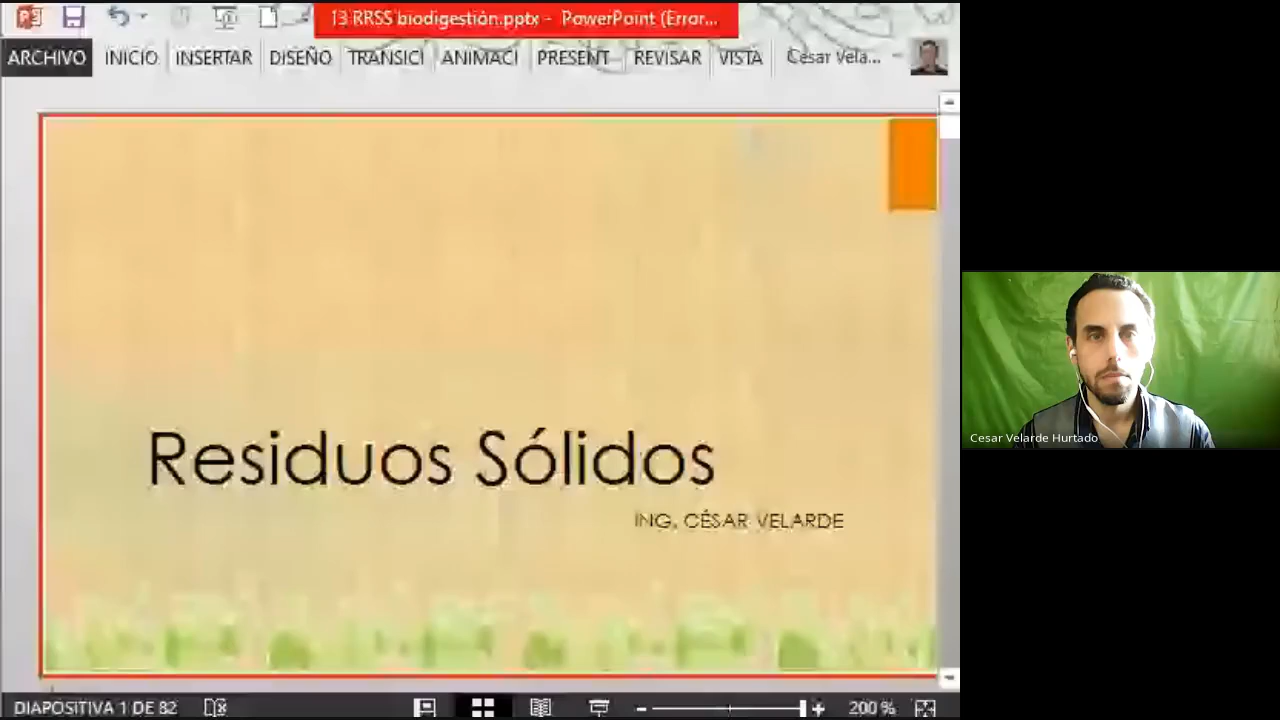 13 RRSS biodigestión.pptx - PowerPoint (Error...
ARCHIVO INICIO INSERTAR DISEÑO TRANSICI ANIMACI PRESENT REVISAR VISTA Cesar Vela...
Residuos Sólidos
ING. CÉSAR VELARDE
Cesar Velarde Hurtado
DIAPOSITIVA 1 DE 82 200 %